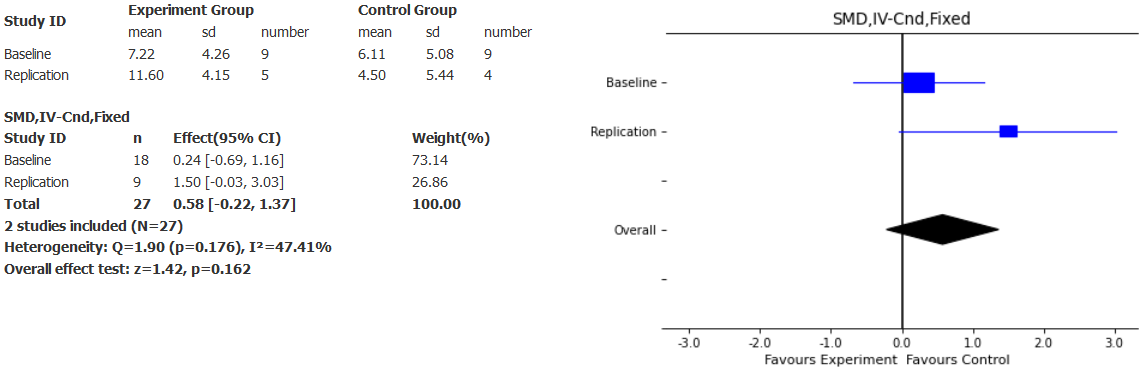 Study ID Experiment Group Control Group
mean sd number mean sd number
Baseline 7.22 4.26 9 6.11 5.08 9
Replication 11.60 4.15 5 4.50 5.44 4
SMD,IV-Cnd,Fixed
Study ID n Effect(95% CI) Weight(%)
Baseline 18 0.24 [-0.69, 1.16] 73.14
Replication 9 1.50 [-0.03, 3.03] 26.86
Total 27 0.58 [-0.22, 1.37] 100.00
2 studies included (N=27)
Heterogeneity: Q=1.90 (p=0.176), I²=47.41%
Overall effect test: z=1.42, p=0.162
SMD,IV-Cnd,Fixed
Baseline
Replication
Overall
-3.0 -2.0 -1.0 0.0 1.0 2.0 3.0
Favours Experiment Favours Control